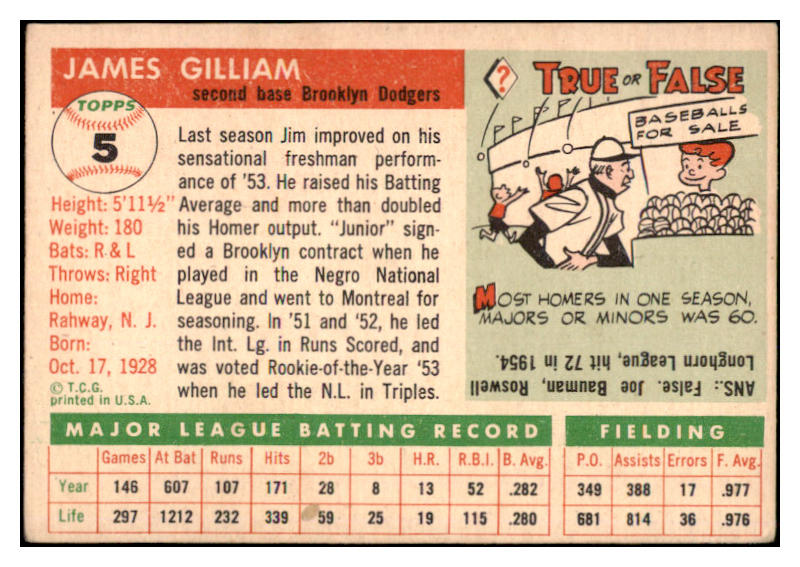 JAMES GILLIAM
second base Brooklyn Dodgers
TOPPS
5
Height: 5'11½"
Weight: 180
Bats: R & L
Throws: Right
Home:
Rahway, N. J.
Born:
Oct. 17, 1928
© T.C.G.
printed in U.S.A.
Last season Jim improved on his
sensational freshman perform-
ance of '53. He raised his Batting
Average and more than doubled
his Homer output. "Junior" sign-
ed a Brooklyn contract when he
played in the Negro National
League and went to Montreal for
seasoning. In '51 and '52, he led
the Int. Lg. in Runs Scored, and
was voted Rookie-of-the-Year '53
when he led the N.L. in Triples.
?
TRUE OR FALSE
BASEBALLS
FOR SALE
MOST HOMERS IN ONE SEASON,
MAJORS OR MINORS WAS 60.
ANS.: False. Joe Bauman, Roswell
Longhorn League, hit 72 in 1954.
MAJOR LEAGUE BATTING RECORD
FIELDING
Games At Bat Runs Hits 2b 3b H.R. R.B.I. B. Avg. P.O. Assists Errors F. Avg.
Year 146 607 107 171 28 8 13 52 .282 349 388 17 .977
Life 297 1212 232 339 59 25 19 115 .280 681 814 36 .976